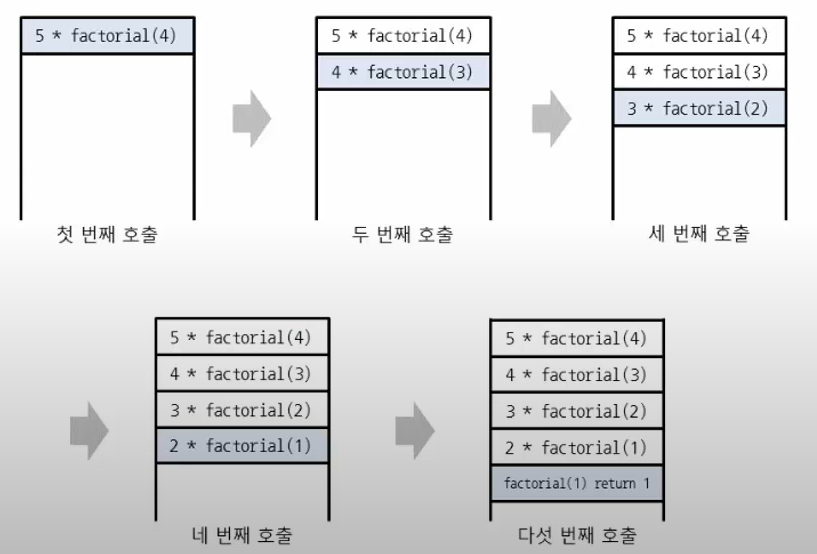 5 * factorial(4)
첫 번째 호출
5 * factorial(4)
4 * factorial(3)
두 번째 호출
5 * factorial(4)
4 * factorial(3)
3 * factorial(2)
세 번째 호출
5 * factorial(4)
4 * factorial(3)
3 * factorial(2)
2 * factorial(1)
네 번째 호출
5 * factorial(4)
4 * factorial(3)
3 * factorial(2)
2 * factorial(1)
factorial(1) return 1
다섯 번째 호출